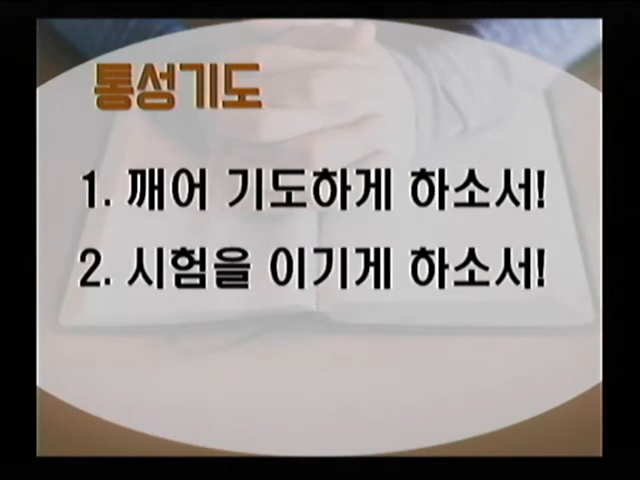 통성기도
1. 깨어 기도하게 하소서!
2. 시험을 이기게 하소서!